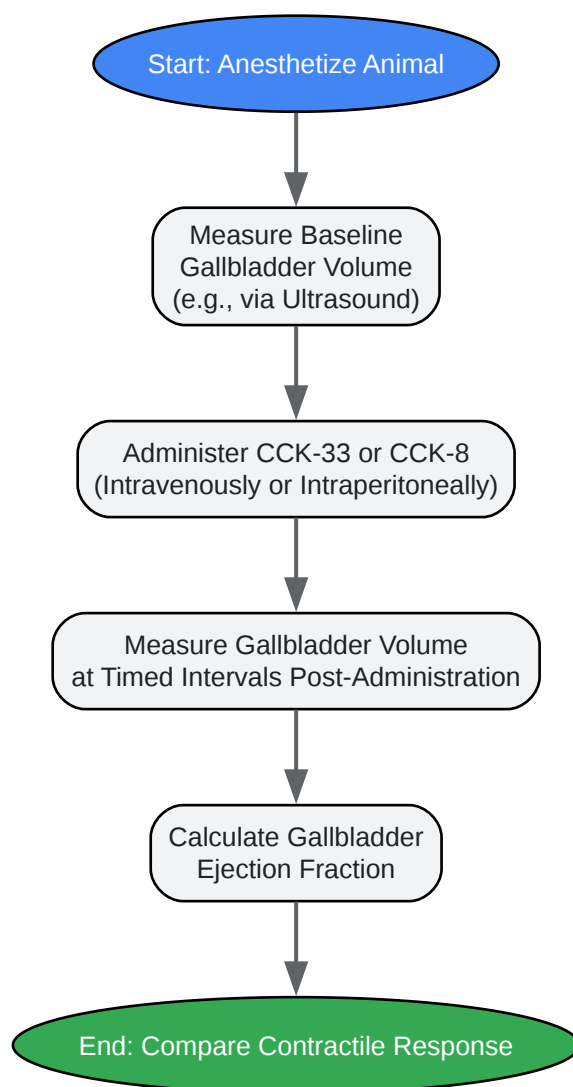 Start: Anesthetize Animal
Measure Baseline
Gallbladder Volume
(e.g., via Ultrasound)
Administer CCK-33 or CCK-8
(Intravenously or Intraperitoneally)
Measure Gallbladder Volume
at Timed Intervals Post-Administration
Calculate Gallbladder
Ejection Fraction
End: Compare Contractile Response